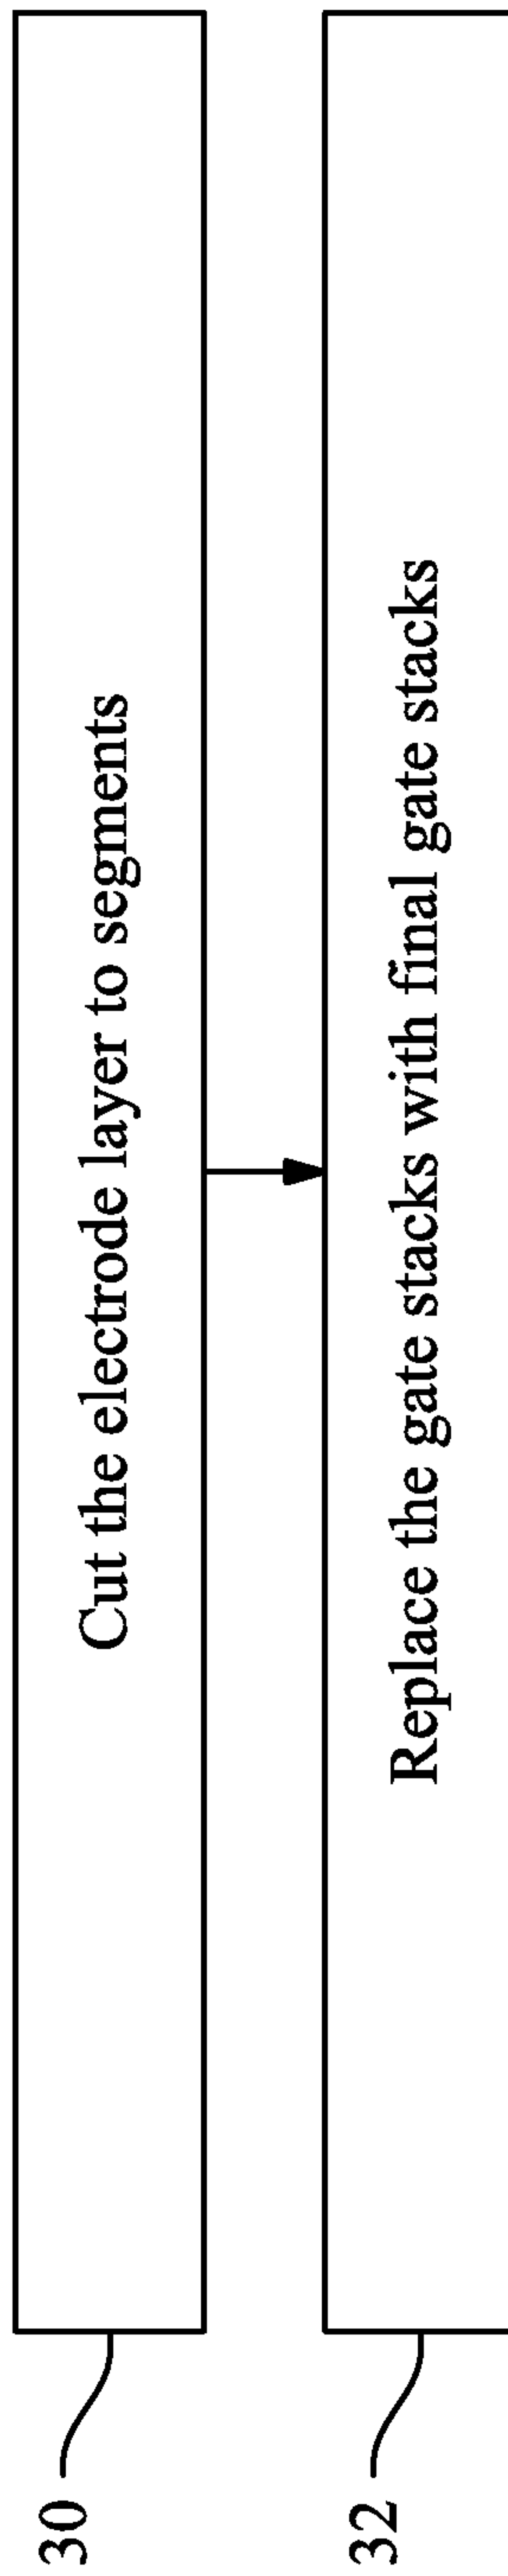 30
Cut the electrode layer to segments
32
Replace the gate stacks with final gate stacks